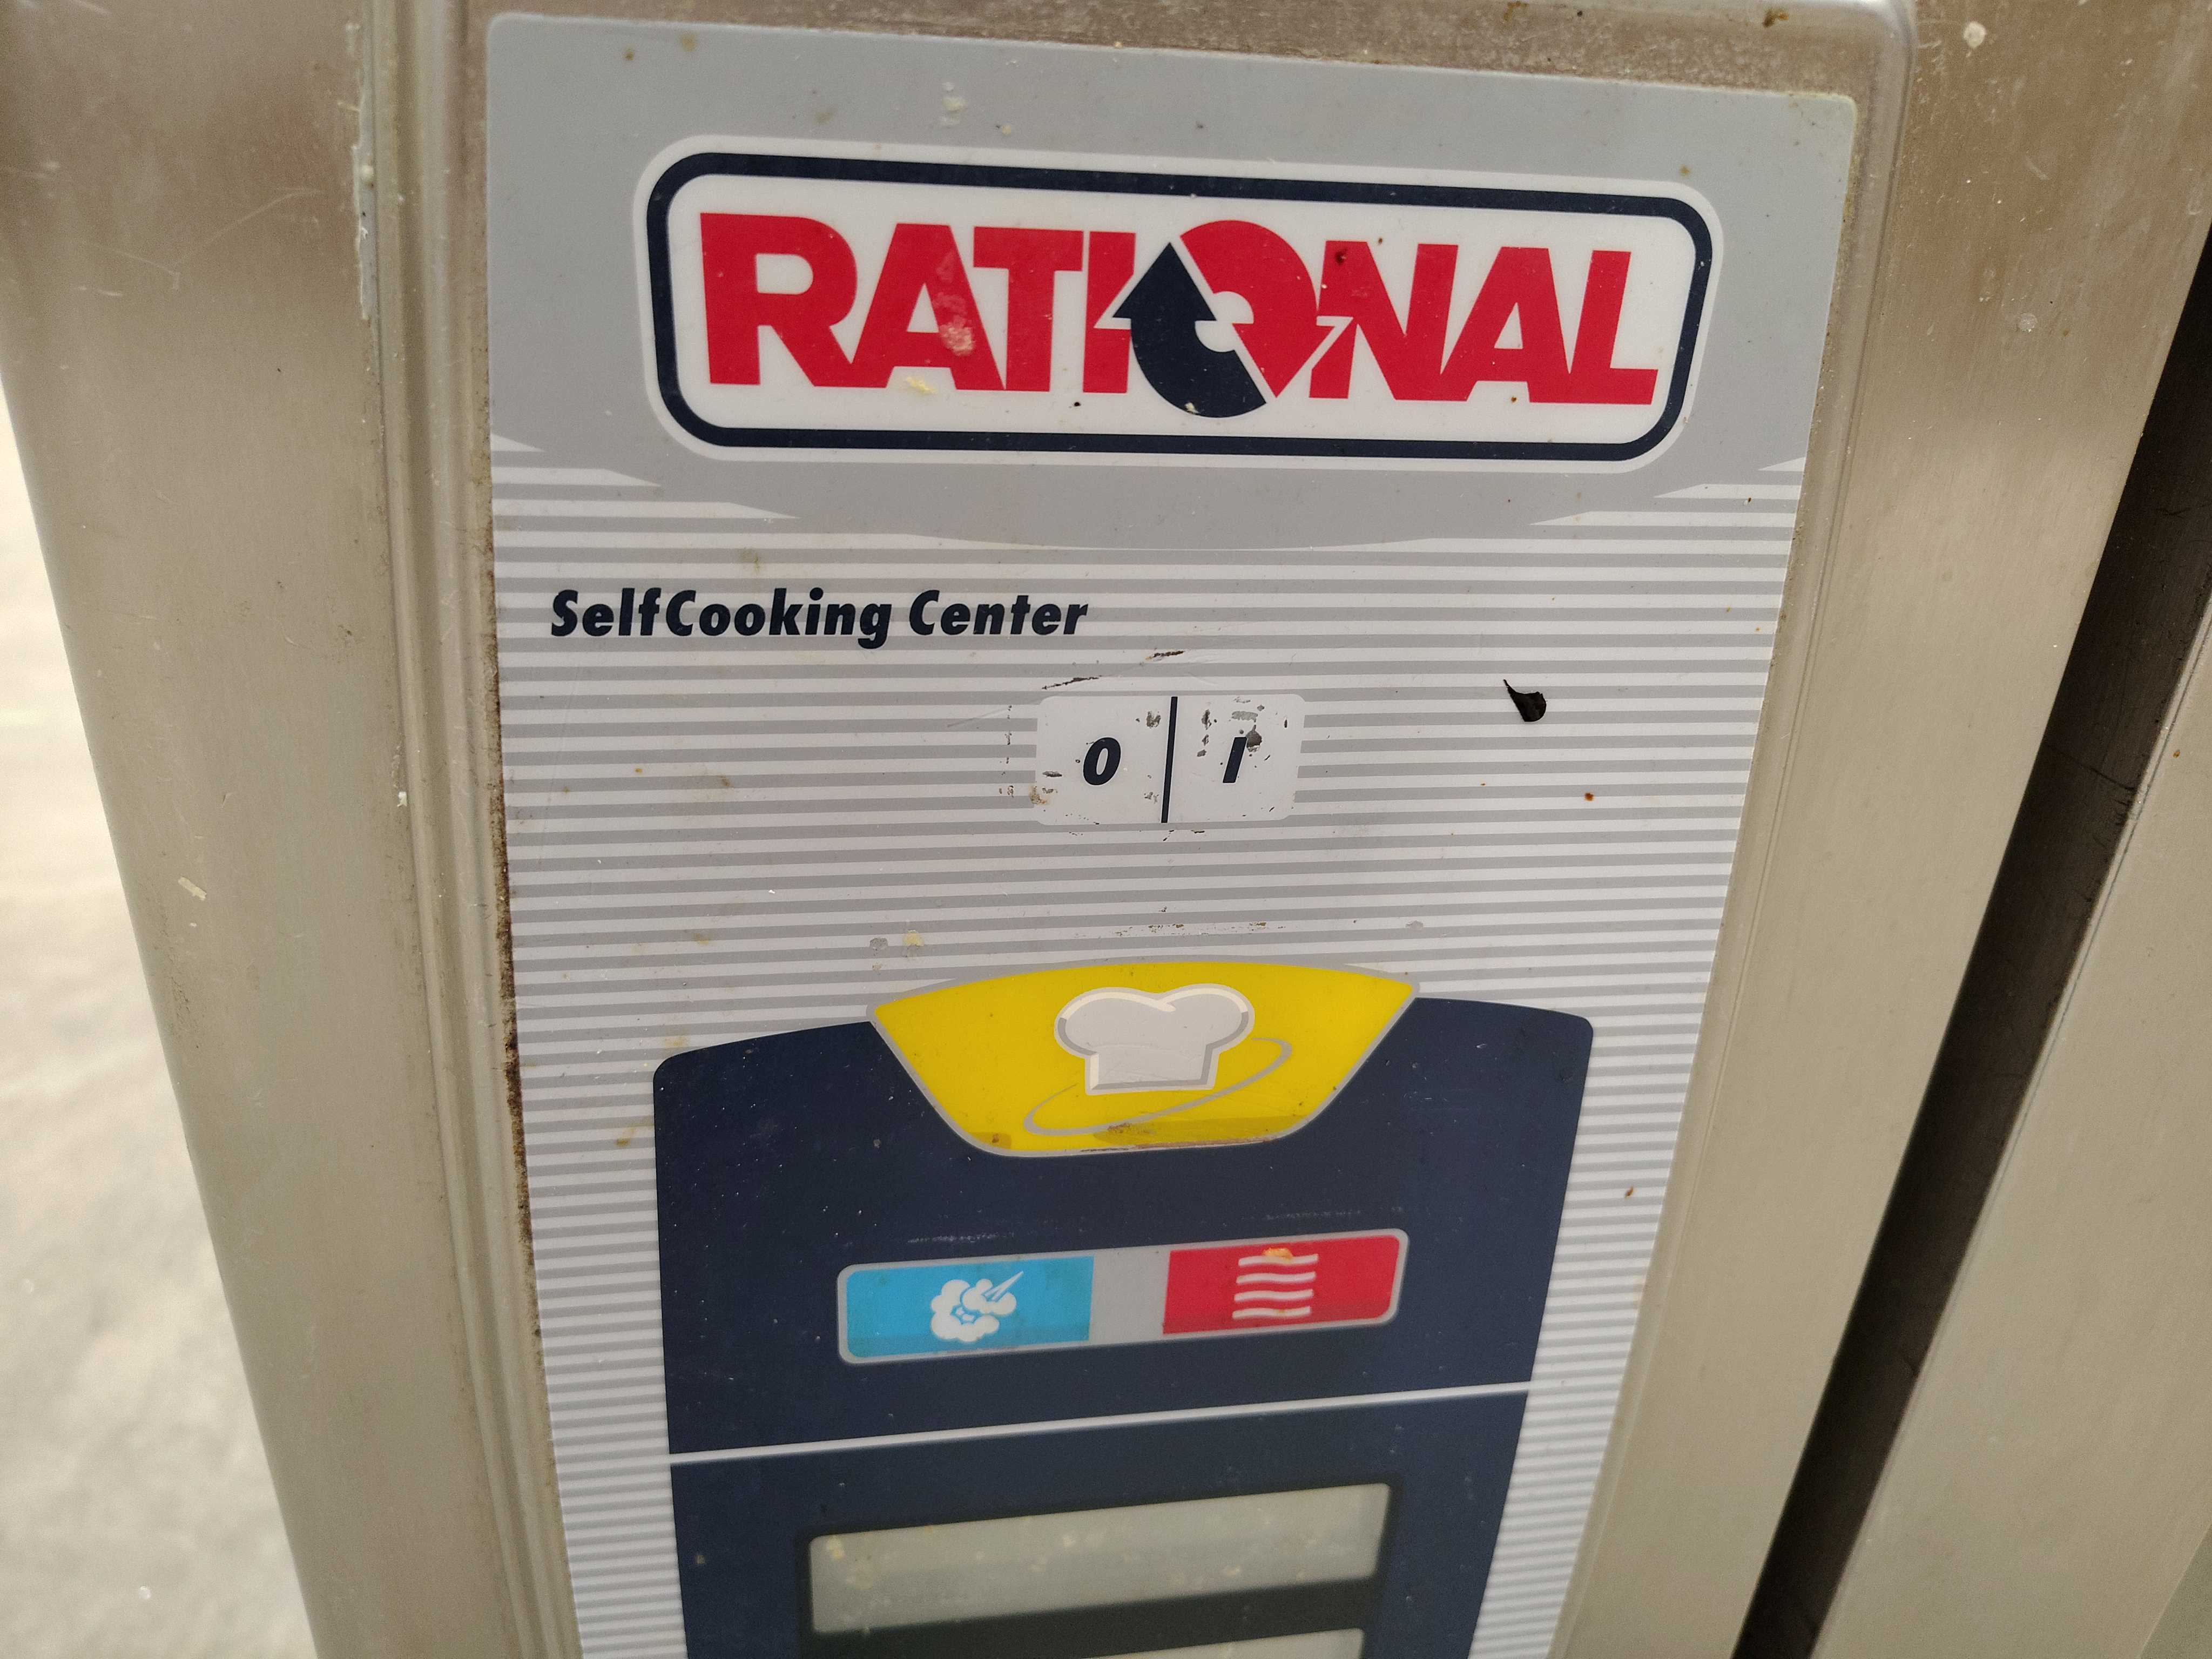 RATIONAL
SelfCooking Center
0 | I